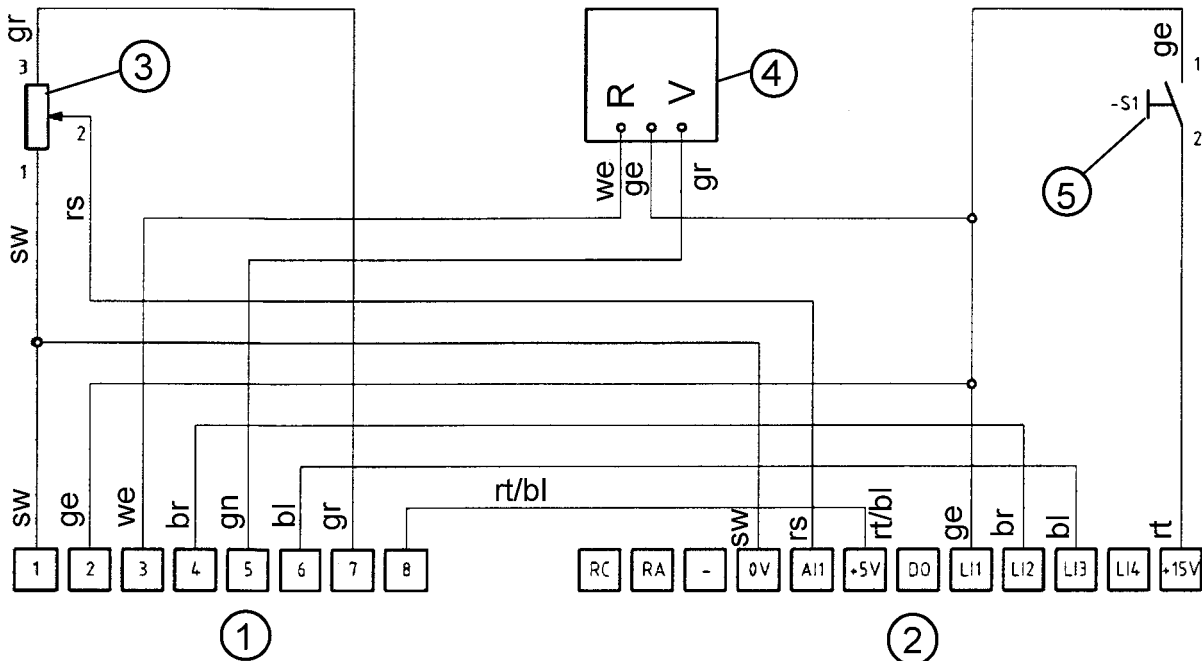 gr
3
3
2
1
rs
sw
R V
4
we ge gr
ge
1
-S1
2
5
rt/bl
sw ge we br gn bl gr
sw rs rt/bl ge br bl rt
1 2 3 4 5 6 7 8
RC RA - 0V AI1 +5V DO LI1 LI2 LI3 LI4 +15V
1
2